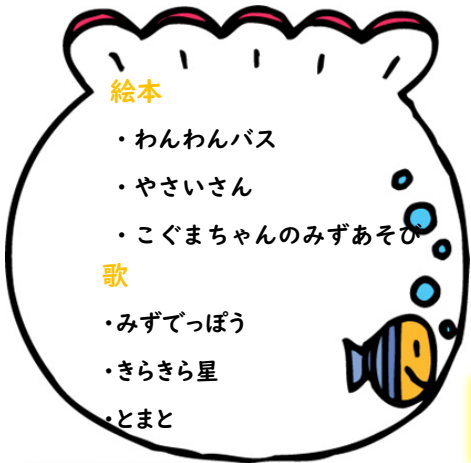 絵本
・わんわんバス
・やさいさん
・こぐまちゃんのみずあそび
歌
・みずでっぽう
・きらきら星
・とまと